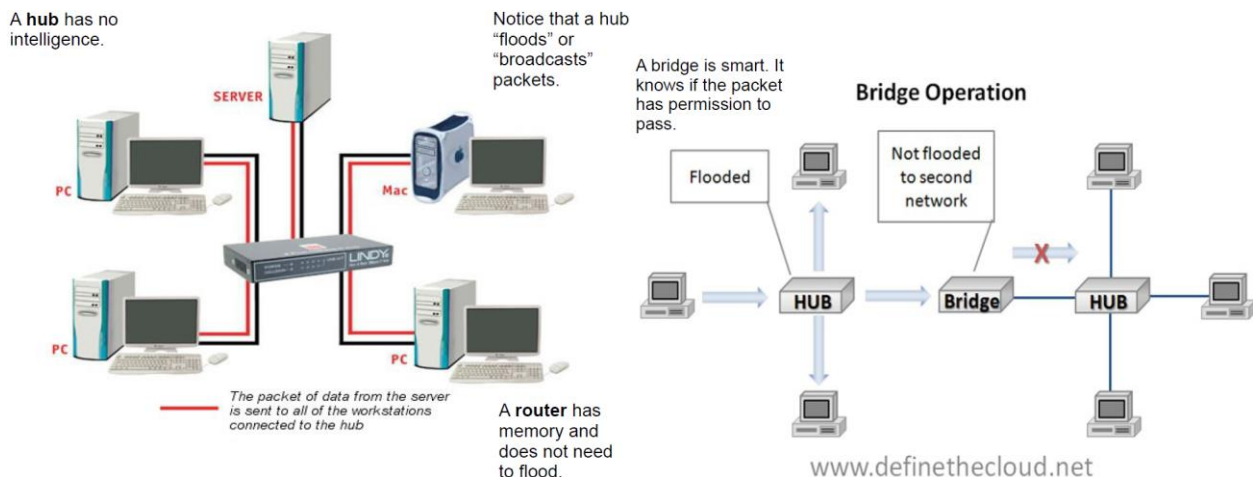 A hub has no
intelligence.
Notice that a hub
“floods” or
“broadcasts”
packets.
SERVER
PC
Mac
LINDY
PC
PC
The packet of data from the server
is sent to all of the workstations
connected to the hub
A router has
memory and
does not need
to flood.
A bridge is smart. It
knows if the packet
has permission to
pass.
Bridge Operation
Flooded
Not flooded
to second
network
X
HUB
Bridge
HUB
www.definethecloud.net